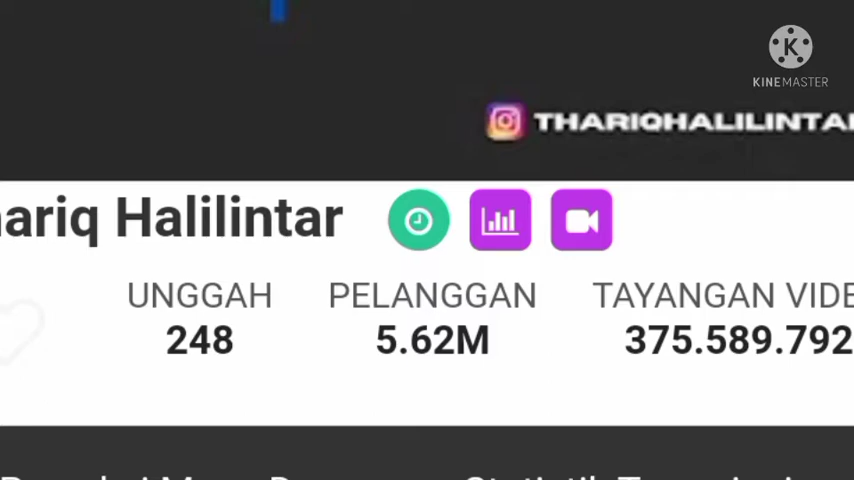 KINEMASTER
THARIQHALILINTAR
ariq Halilintar
UNGGAH PELANGGAN TAYANGAN VIDE
248 5.62M 375.589.792